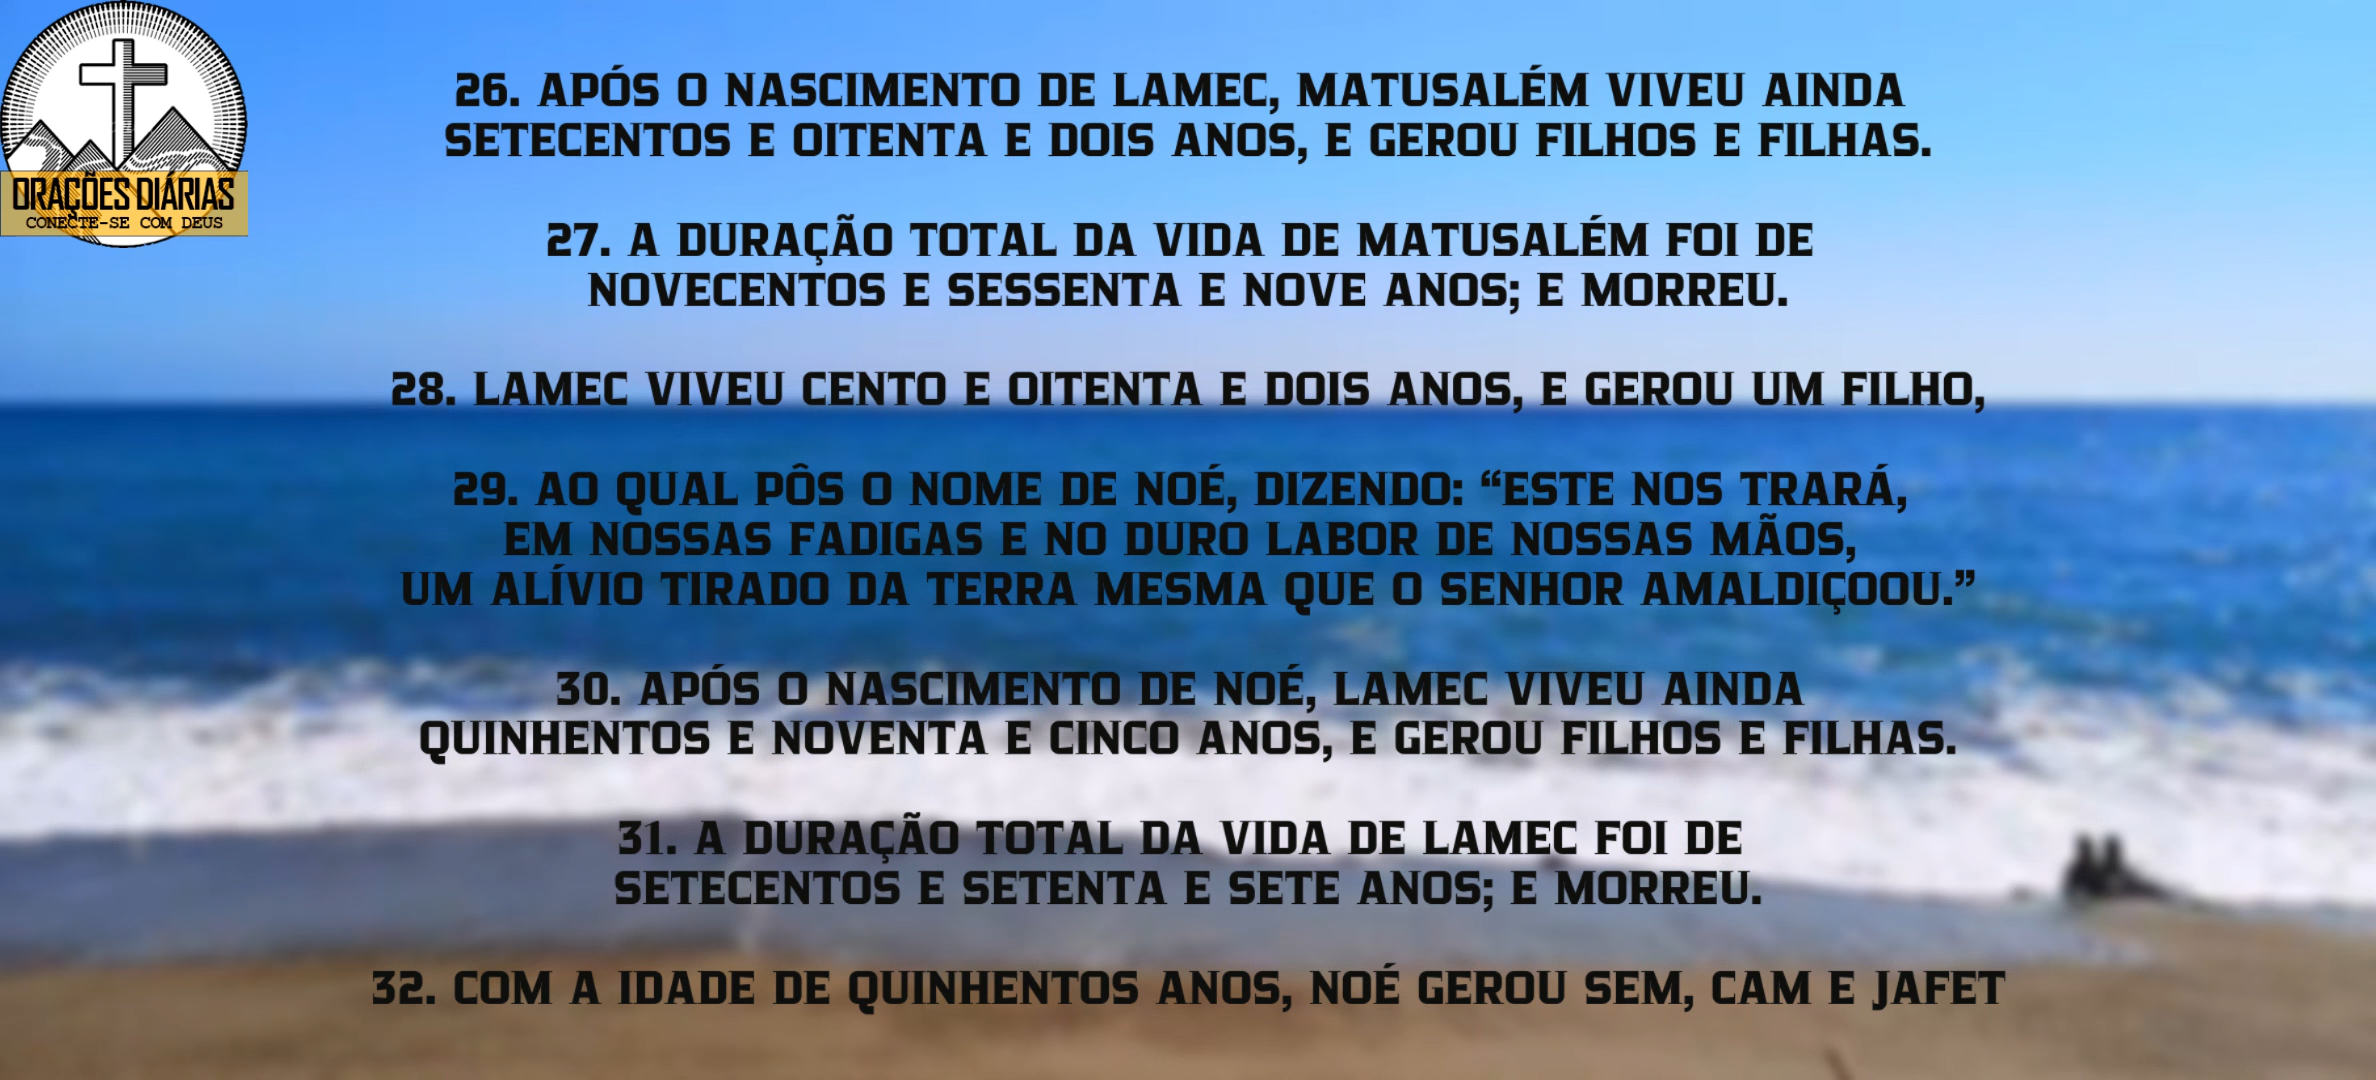 ORAÇÕES DIÁRIAS
CONECTE-SE COM DEUS
26. APÓS O NASCIMENTO DE LAMEC, MATUSALÉM VIVEU AINDA
SETECENTOS E OITENTA E DOIS ANOS, E GEROU FILHOS E FILHAS.
27. A DURAÇÃO TOTAL DA VIDA DE MATUSALÉM FOI DE
NOVECENTOS E SESSENTA E NOVE ANOS; E MORREU.
28. LAMEC VIVEU CENTO E OITENTA E DOIS ANOS, E GEROU UM FILHO,
29. AO QUAL PÔS O NOME DE NOÉ, DIZENDO: “ESTE NOS TRARÁ,
EM NOSSAS FADIGAS E NO DURO LABOR DE NOSSAS MÃOS,
UM ALÍVIO TIRADO DA TERRA MESMA QUE O SENHOR AMALDIÇOOU.”
30. APÓS O NASCIMENTO DE NOÉ, LAMEC VIVEU AINDA
QUINHENTOS E NOVENTA E CINCO ANOS, E GEROU FILHOS E FILHAS.
31. A DURAÇÃO TOTAL DA VIDA DE LAMEC FOI DE
SETECENTOS E SETENTA E SETE ANOS; E MORREU.
32. COM A IDADE DE QUINHENTOS ANOS, NOÉ GEROU SEM, CAM E JAFET